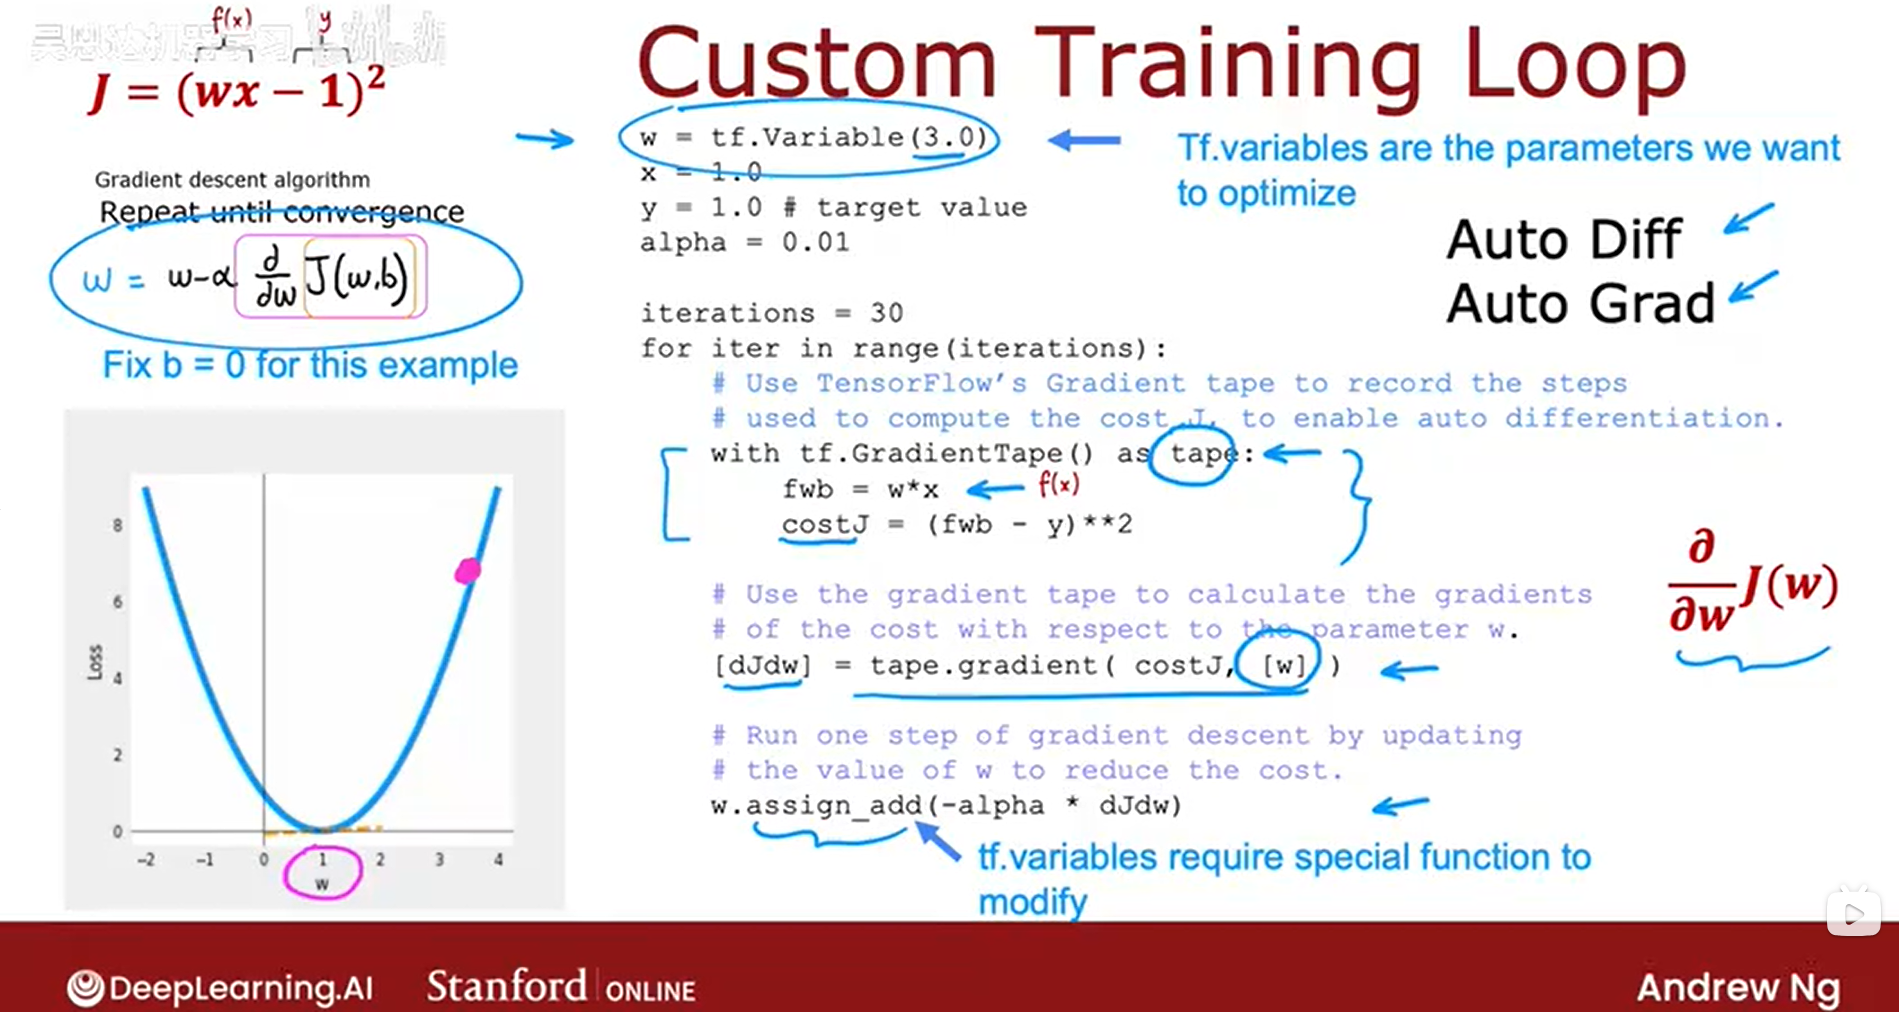 吴恩达机器学习
f(x)
y
J = (wx − 1)²
Gradient descent algorithm
Repeat until convergence
w = w-α ∂/∂w J(w,b)
Fix b = 0 for this example
Loss
8
6
4
2
0
-2 -1 0 1 2 3 4
w
Custom Training Loop
w = tf.Variable(3.0)
x = 1.0
y = 1.0 # target value
alpha = 0.01
Tf.variables are the parameters we want
to optimize
Auto Diff
Auto Grad
iterations = 30
for iter in range(iterations):
# Use TensorFlow's Gradient tape to record the steps
# used to compute the cost J, to enable auto differentiation.
with tf.GradientTape() as tape:
fwb = w*x
f(x)
costJ = (fwb - y)**2
# Use the gradient tape to calculate the gradients
# of the cost with respect to the parameter w.
[dJdw] = tape.gradient( costJ, [w] )
∂/∂w J(w)
# Run one step of gradient descent by updating
# the value of w to reduce the cost.
w.assign_add(-alpha * dJdw)
tf.variables require special function to
modify
DeepLearning.AI
Stanford ONLINE
Andrew Ng